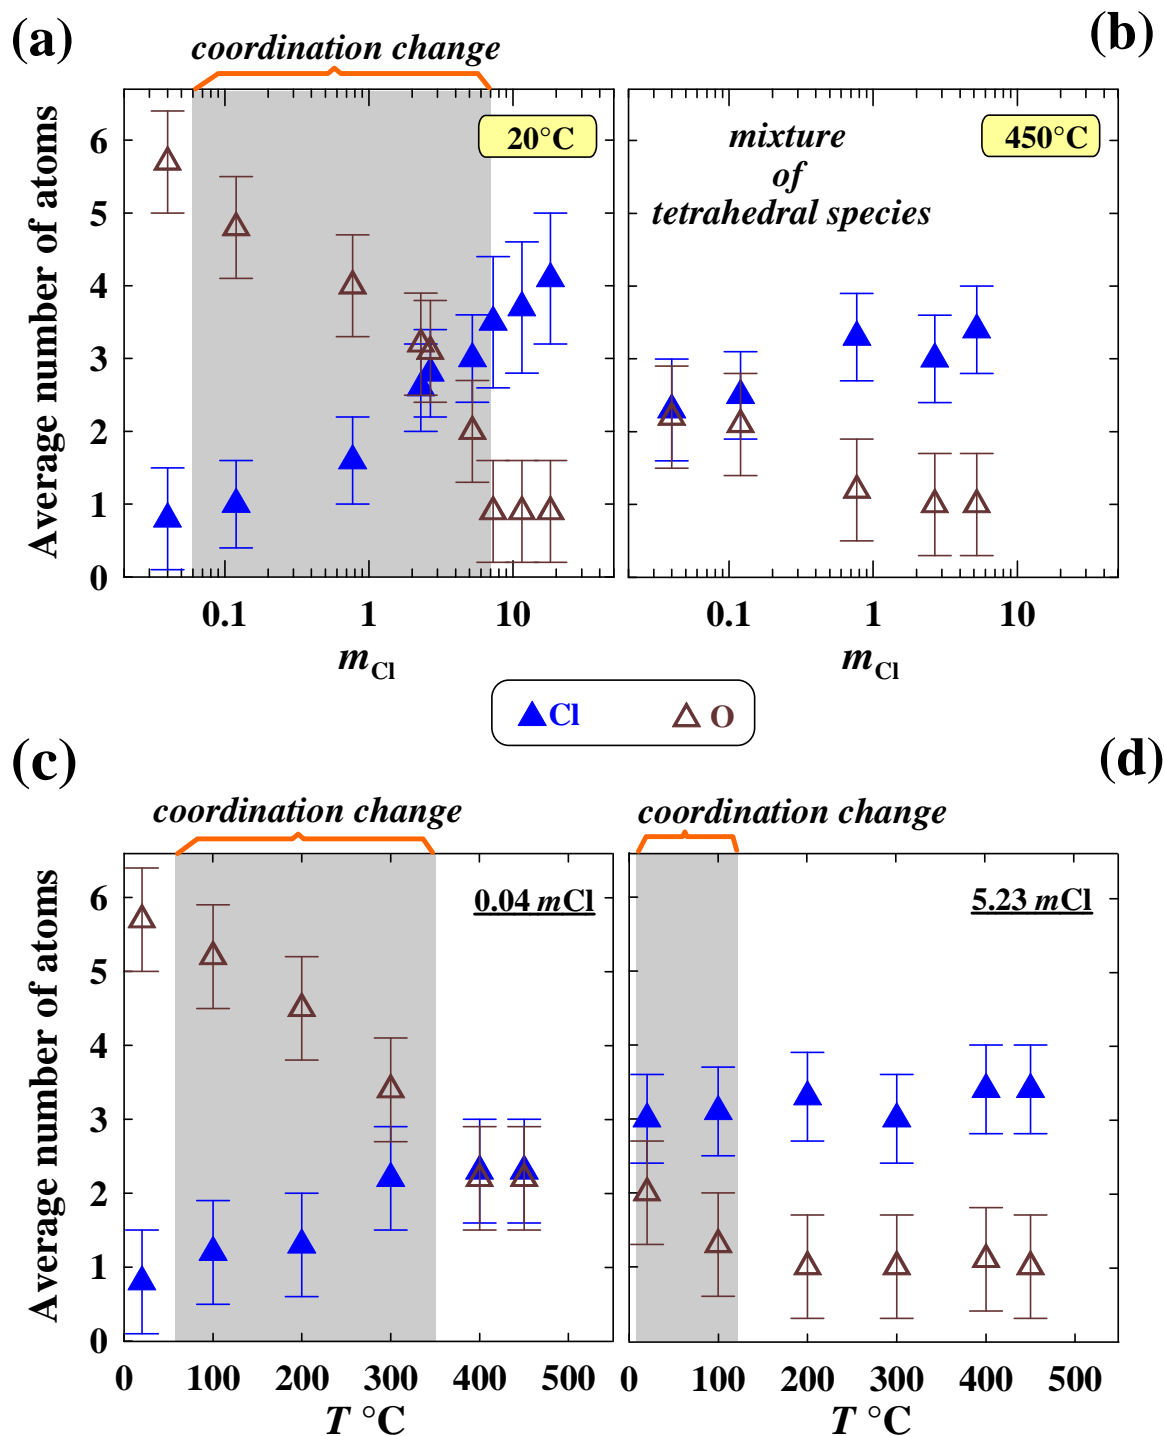 (a)
coordination change
(b)
20°C
450°C
mixture
of
tetrahedral species
Average number of atoms
6
5
4
3
2
1
0
0.1 1 10
0.1 1 10
mCl
mCl
Cl O
(c)
(d)
coordination change
coordination change
0.04 mCl
5.23 mCl
Average number of atoms
6
5
4
3
2
1
0
0 100 200 300 400 500
0 100 200 300 400 500
T °C
T °C